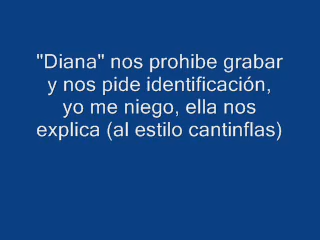 "Diana" nos prohibe grabar
y nos pide identificación,
yo me niego, ella nos
explica (al estilo cantinflas)